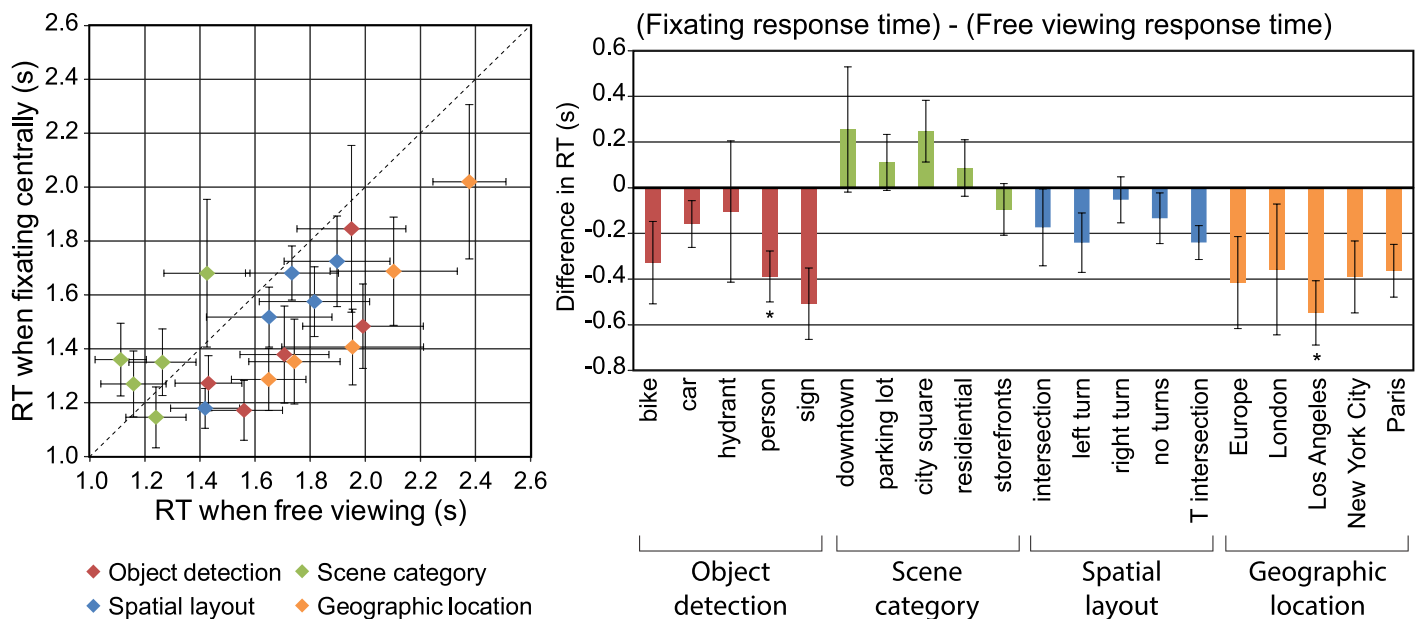 RT when fixating centrally (s)
2.6
2.4
2.2
2.0
1.8
1.6
1.4
1.2
1.0
1.0 1.2 1.4 1.6 1.8 2.0 2.2 2.4 2.6
RT when free viewing (s)
Object detection Scene category
Spatial layout Geographic location
(Fixating response time) - (Free viewing response time)
Difference in RT (s)
0.6
0.4
0.2
0
-0.2
-0.4
-0.6
-0.8
*
*
bike
car
hydrant
person
sign
downtown
parking lot
city square
residiential
storefronts
intersection
left turn
right turn
no turns
T intersection
Europe
London
Los Angeles
New York City
Paris
Object
detection
Scene
category
Spatial
layout
Geographic
location